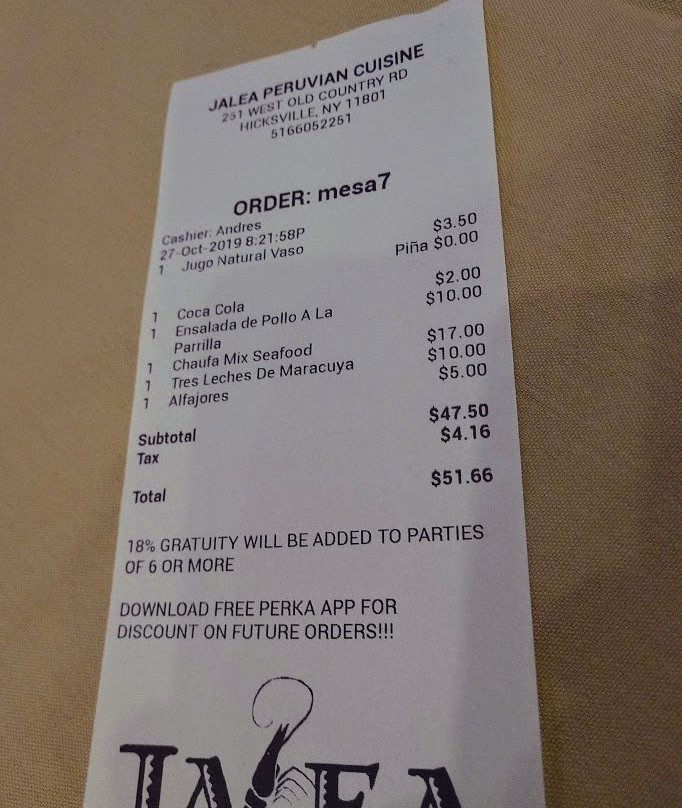 JALEA PERUVIAN CUISINE
251 WEST OLD COUNTRY RD
HICKSVILLE, NY 11801
5166052251
ORDER: mesa7
Cashier: Andres
27-Oct-2019 8:21:58P
1 Jugo Natural Vaso $3.50
Piña $0.00
1 Coca Cola $2.00
1 Ensalada de Pollo A La $10.00
Parrilla
1 Chaufa Mix Seafood $17.00
1 Tres Leches De Maracuya $10.00
1 Alfajores $5.00
Subtotal $47.50
Tax $4.16
Total $51.66
18% GRATUITY WILL BE ADDED TO PARTIES
OF 6 OR MORE
DOWNLOAD FREE PERKA APP FOR
DISCOUNT ON FUTURE ORDERS!!!
JALEA